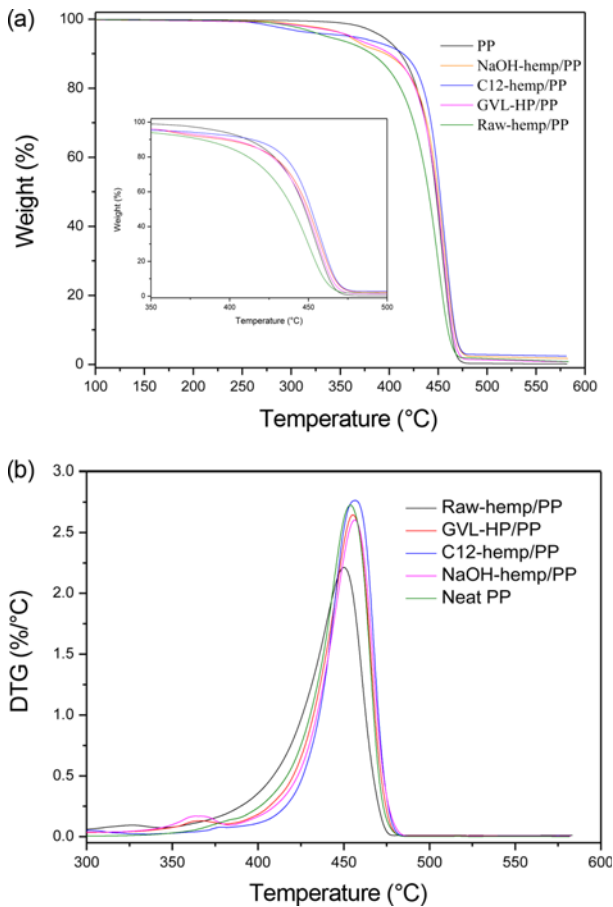 (a)
100
80
60
40
20
0
Weight (%)
PP
NaOH-hemp/PP
C12-hemp/PP
GVL-HP/PP
Raw-hemp/PP
100
80
60
40
20
0
Weight (%)
350 400 450 500
Temperature (°C)
100 150 200 250 300 350 400 450 500 550 600
Temperature (°C)
(b)
3.0
2.5
2.0
1.5
1.0
0.5
0.0
DTG (%/°C)
Raw-hemp/PP
GVL-HP/PP
C12-hemp/PP
NaOH-hemp/PP
Neat PP
300 350 400 450 500 550 600
Temperature (°C)